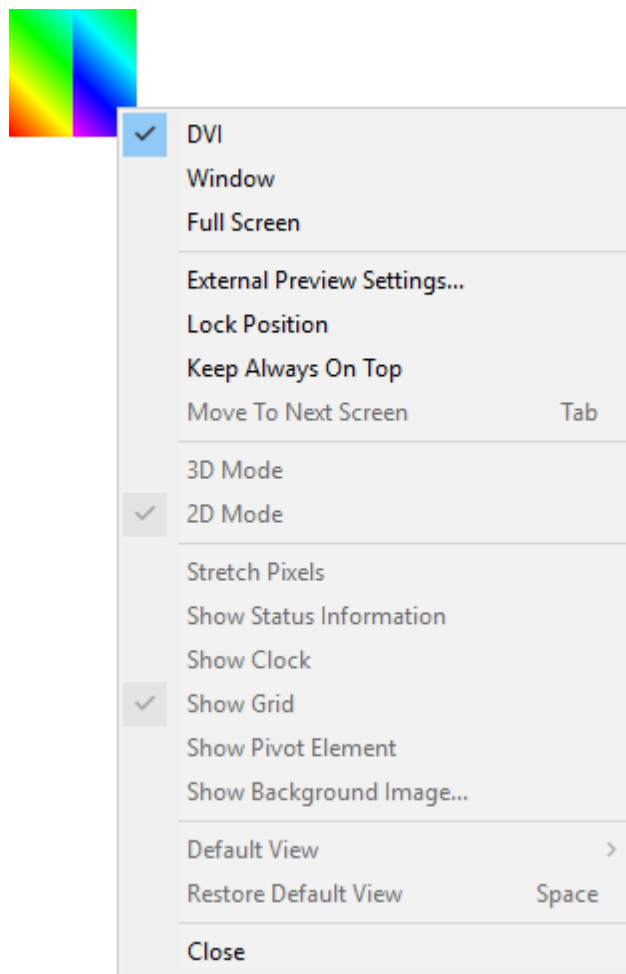 DVI
Window
Full Screen
External Preview Settings...
Lock Position
Keep Always On Top
Move To Next Screen Tab
3D Mode
2D Mode
Stretch Pixels
Show Status Information
Show Clock
Show Grid
Show Pivot Element
Show Background Image...
Default View
Restore Default View Space
Close